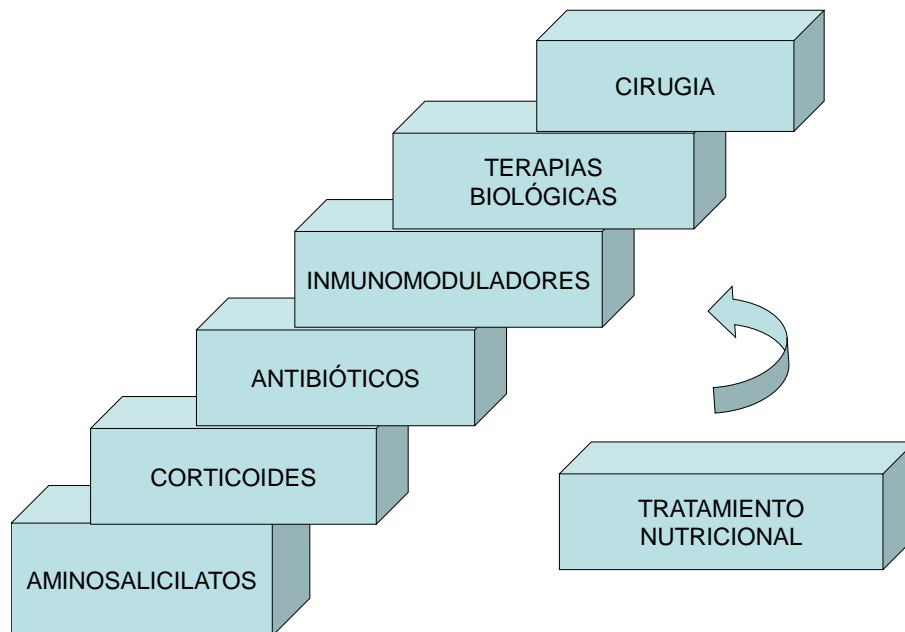 CIRUGIA
TERAPIAS
BIOLÓGICAS
INMUNOMODULADORES
ANTIBIÓTICOS
CORTICOIDES
AMINOSALICILATOS
TRATAMIENTO
NUTRICIONAL